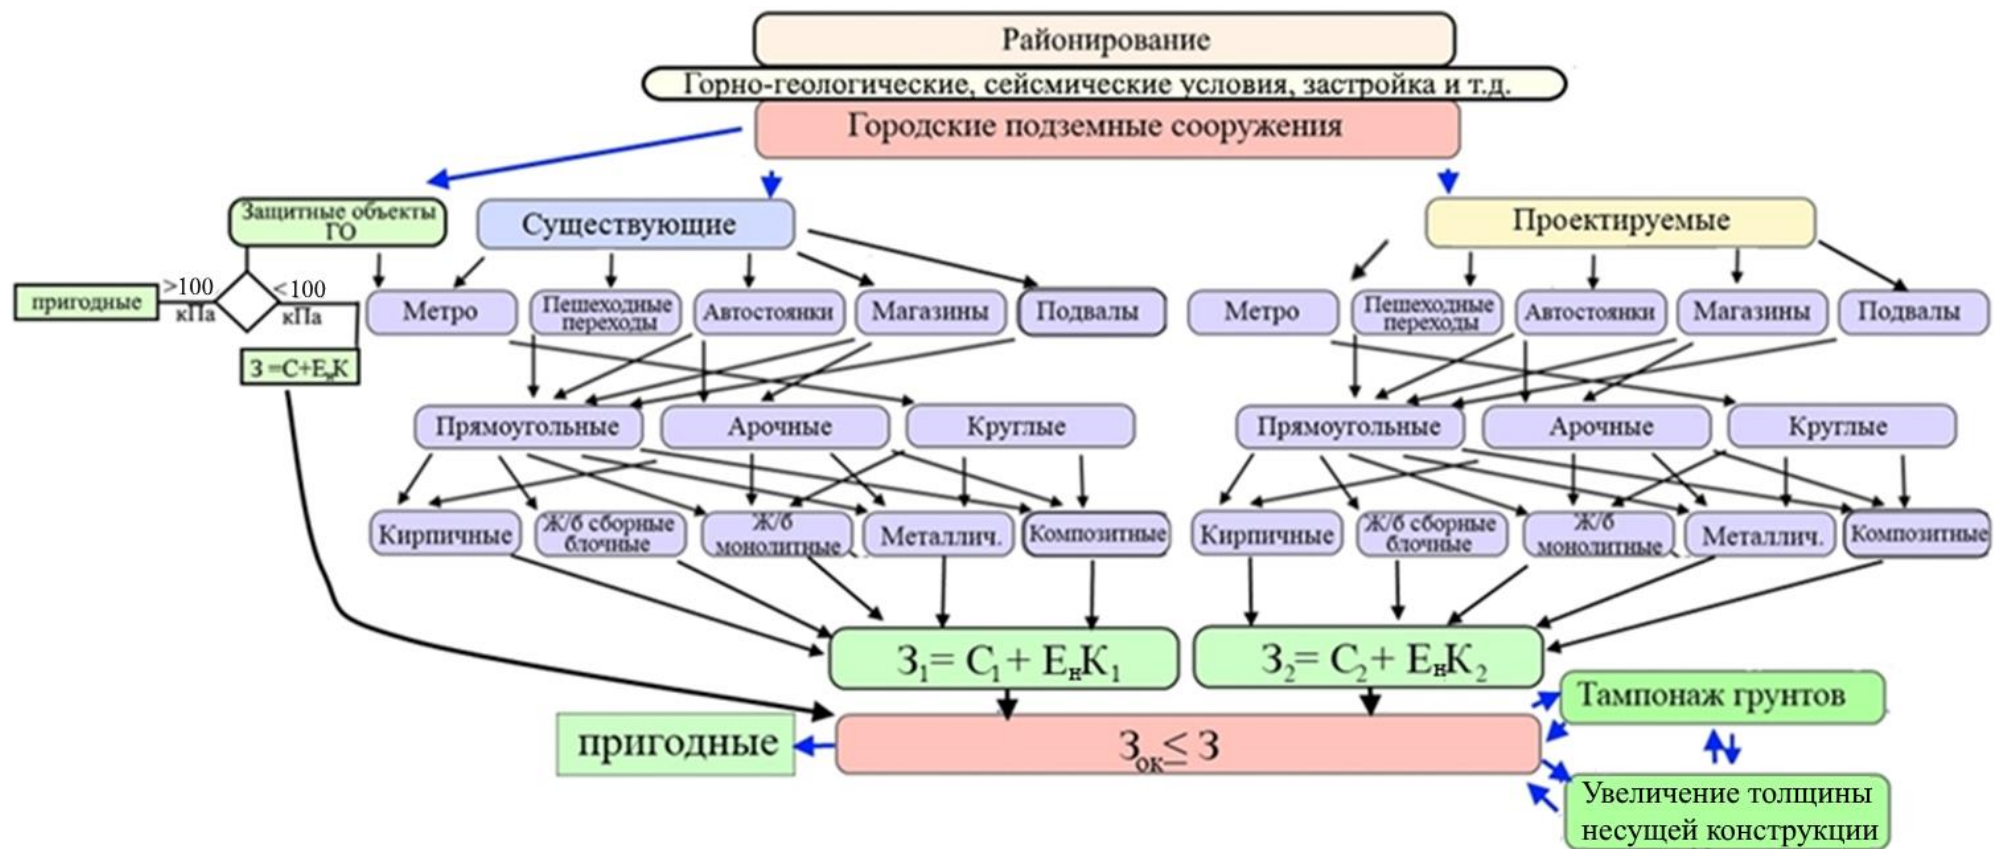 Районирование
Горно-геологические, сейсмические условия, застройка и т.д.
Городские подземные сооружения
Защитные объекты
ГО
Существующие
Проектируемые
пригодные
>100
кПа
<100
кПа
З =С+ЕнК
Метро
Пешеходные
переходы
Автостоянки
Магазины
Подвалы
Метро
Пешеходные
переходы
Автостоянки
Магазины
Подвалы
Прямоугольные
Арочные
Круглые
Прямоугольные
Арочные
Круглые
Кирпичные
Ж/б сборные
блочные
Ж/б
монолитные
Металлич.
Композитные
Кирпичные
Ж/б сборные
блочные
Ж/б
монолитные
Металлич.
Композитные
З₁= С₁+ ЕнК₁
З₂= С₂+ ЕнК₂
пригодные
Зок≤ З
Тампонаж грунтов
Увеличение толщины
несущей конструкции